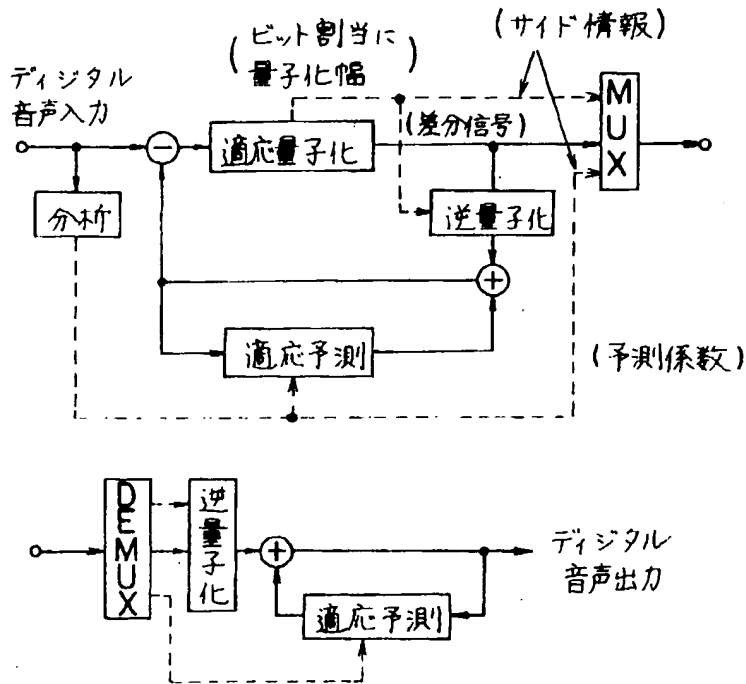 (ビット割当に
量子化幅)
(サイド情報)
ディジタル
音声入力
MUX
適応量子化
(差分信号)
分析
逆量子化
適応予測
(予測係数)
DEMUX
逆量子化
ディジタル
音声出力
適応予測